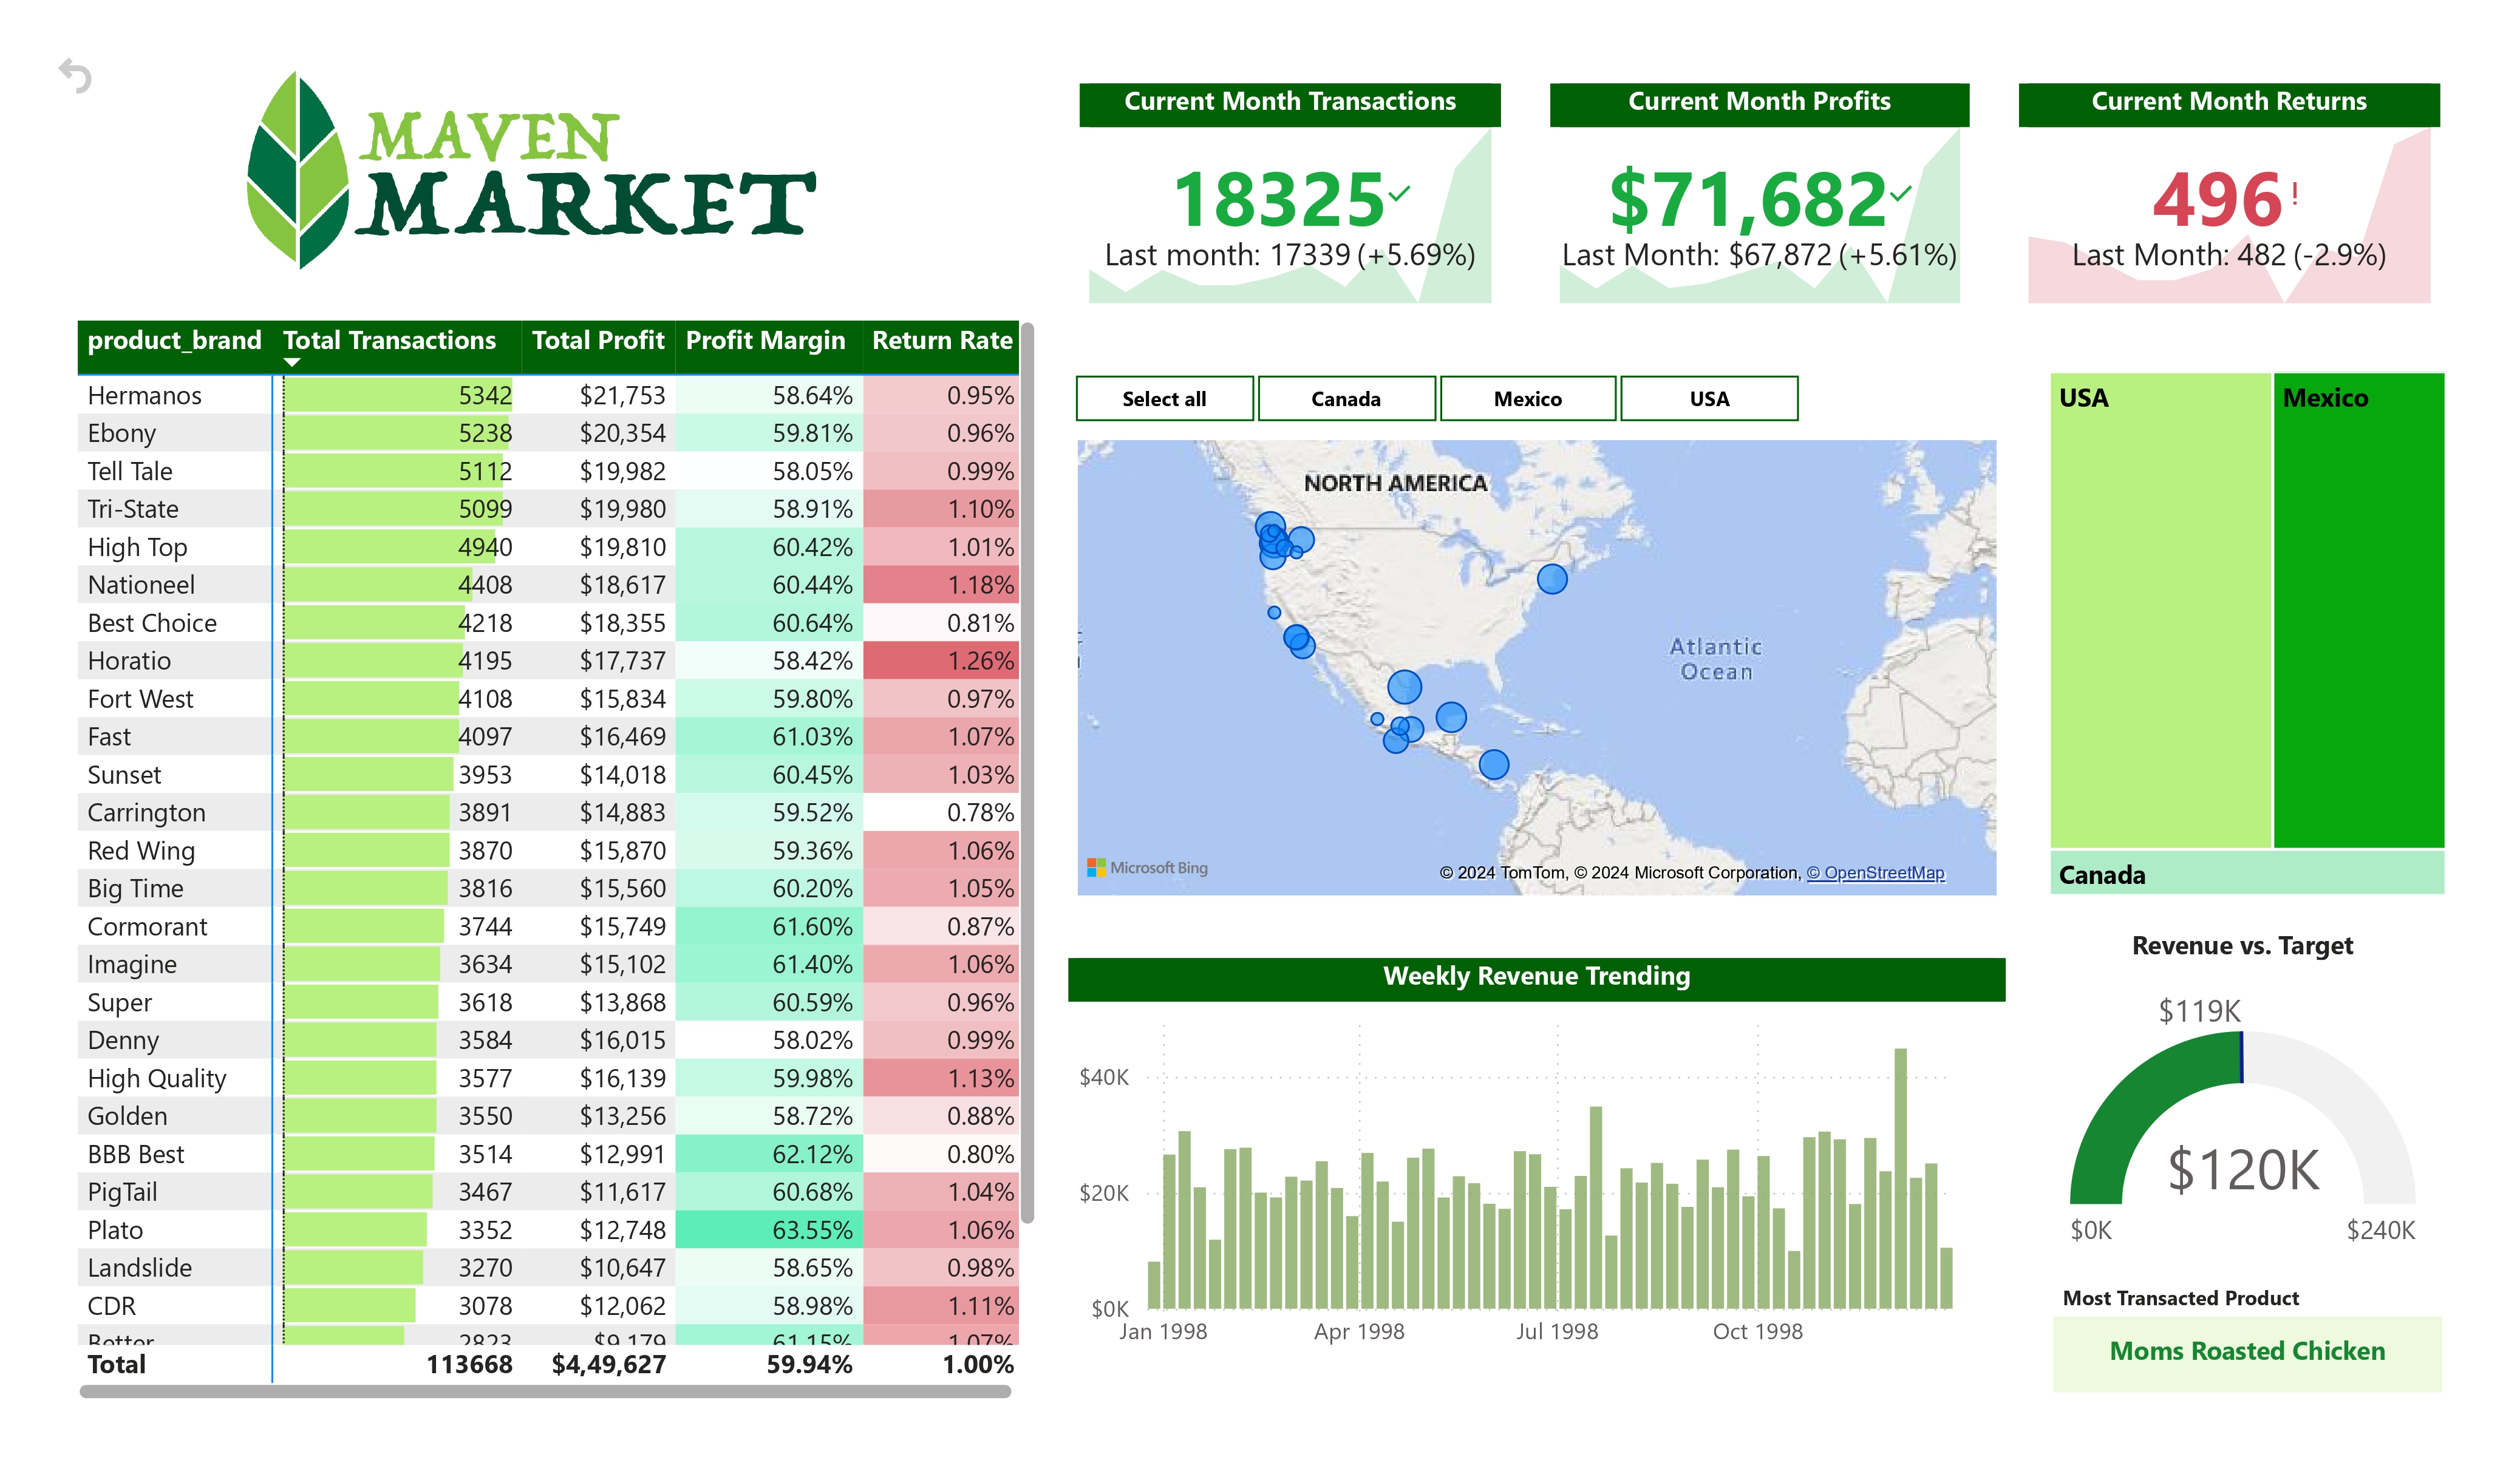 MAVEN
MARKET
Current Month Transactions
18325
Last month: 17339 (+5.69%)
Current Month Profits
$71,682
Last Month: $67,872 (+5.61%)
Current Month Returns
496 !
Last Month: 482 (-2.9%)
product_brand Total Transactions Total Profit Profit Margin Return Rate
Hermanos 5342 $21,753 58.64% 0.95%
Ebony 5238 $20,354 59.81% 0.96%
Tell Tale 5112 $19,982 58.05% 0.99%
Tri-State 5099 $19,980 58.91% 1.10%
High Top 4940 $19,810 60.42% 1.01%
Nationeel 4408 $18,617 60.44% 1.18%
Best Choice 4218 $18,355 60.64% 0.81%
Horatio 4195 $17,737 58.42% 1.26%
Fort West 4108 $15,834 59.80% 0.97%
Fast 4097 $16,469 61.03% 1.07%
Sunset 3953 $14,018 60.45% 1.03%
Carrington 3891 $14,883 59.52% 0.78%
Red Wing 3870 $15,870 59.36% 1.06%
Big Time 3816 $15,560 60.20% 1.05%
Cormorant 3744 $15,749 61.60% 0.87%
Imagine 3634 $15,102 61.40% 1.06%
Super 3618 $13,868 60.59% 0.96%
Denny 3584 $16,015 58.02% 0.99%
High Quality 3577 $16,139 59.98% 1.13%
Golden 3550 $13,256 58.72% 0.88%
BBB Best 3514 $12,991 62.12% 0.80%
PigTail 3467 $11,617 60.68% 1.04%
Plato 3352 $12,748 63.55% 1.06%
Landslide 3270 $10,647 58.65% 0.98%
CDR 3078 $12,062 58.98% 1.11%
Better 2823 $9,179 61.15% 1.07%
Total 113668 $4,49,627 59.94% 1.00%
Select all Canada Mexico USA
NORTH AMERICA
Atlantic
Ocean
Microsoft Bing
© 2024 TomTom, © 2024 Microsoft Corporation, © OpenStreetMap
USA
Mexico
Canada
Weekly Revenue Trending
$40K
$20K
$0K
Jan 1998 Apr 1998 Jul 1998 Oct 1998
Revenue vs. Target
$119K
$120K
$0K $240K
Most Transacted Product
Moms Roasted Chicken